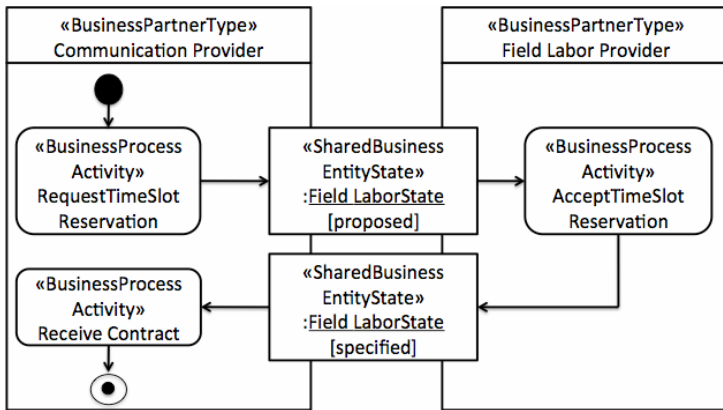 «BusinessPartnerType»
Communication Provider
«BusinessPartnerType»
Field Labor Provider
«BusinessProcess
Activity»
RequestTimeSlot
Reservation
«SharedBusiness
EntityState»
:Field LaborState
[proposed]
«BusinessProcess
Activity»
AcceptTimeSlot
Reservation
«BusinessProcess
Activity»
Receive Contract
«SharedBusiness
EntityState»
:Field LaborState
[specified]